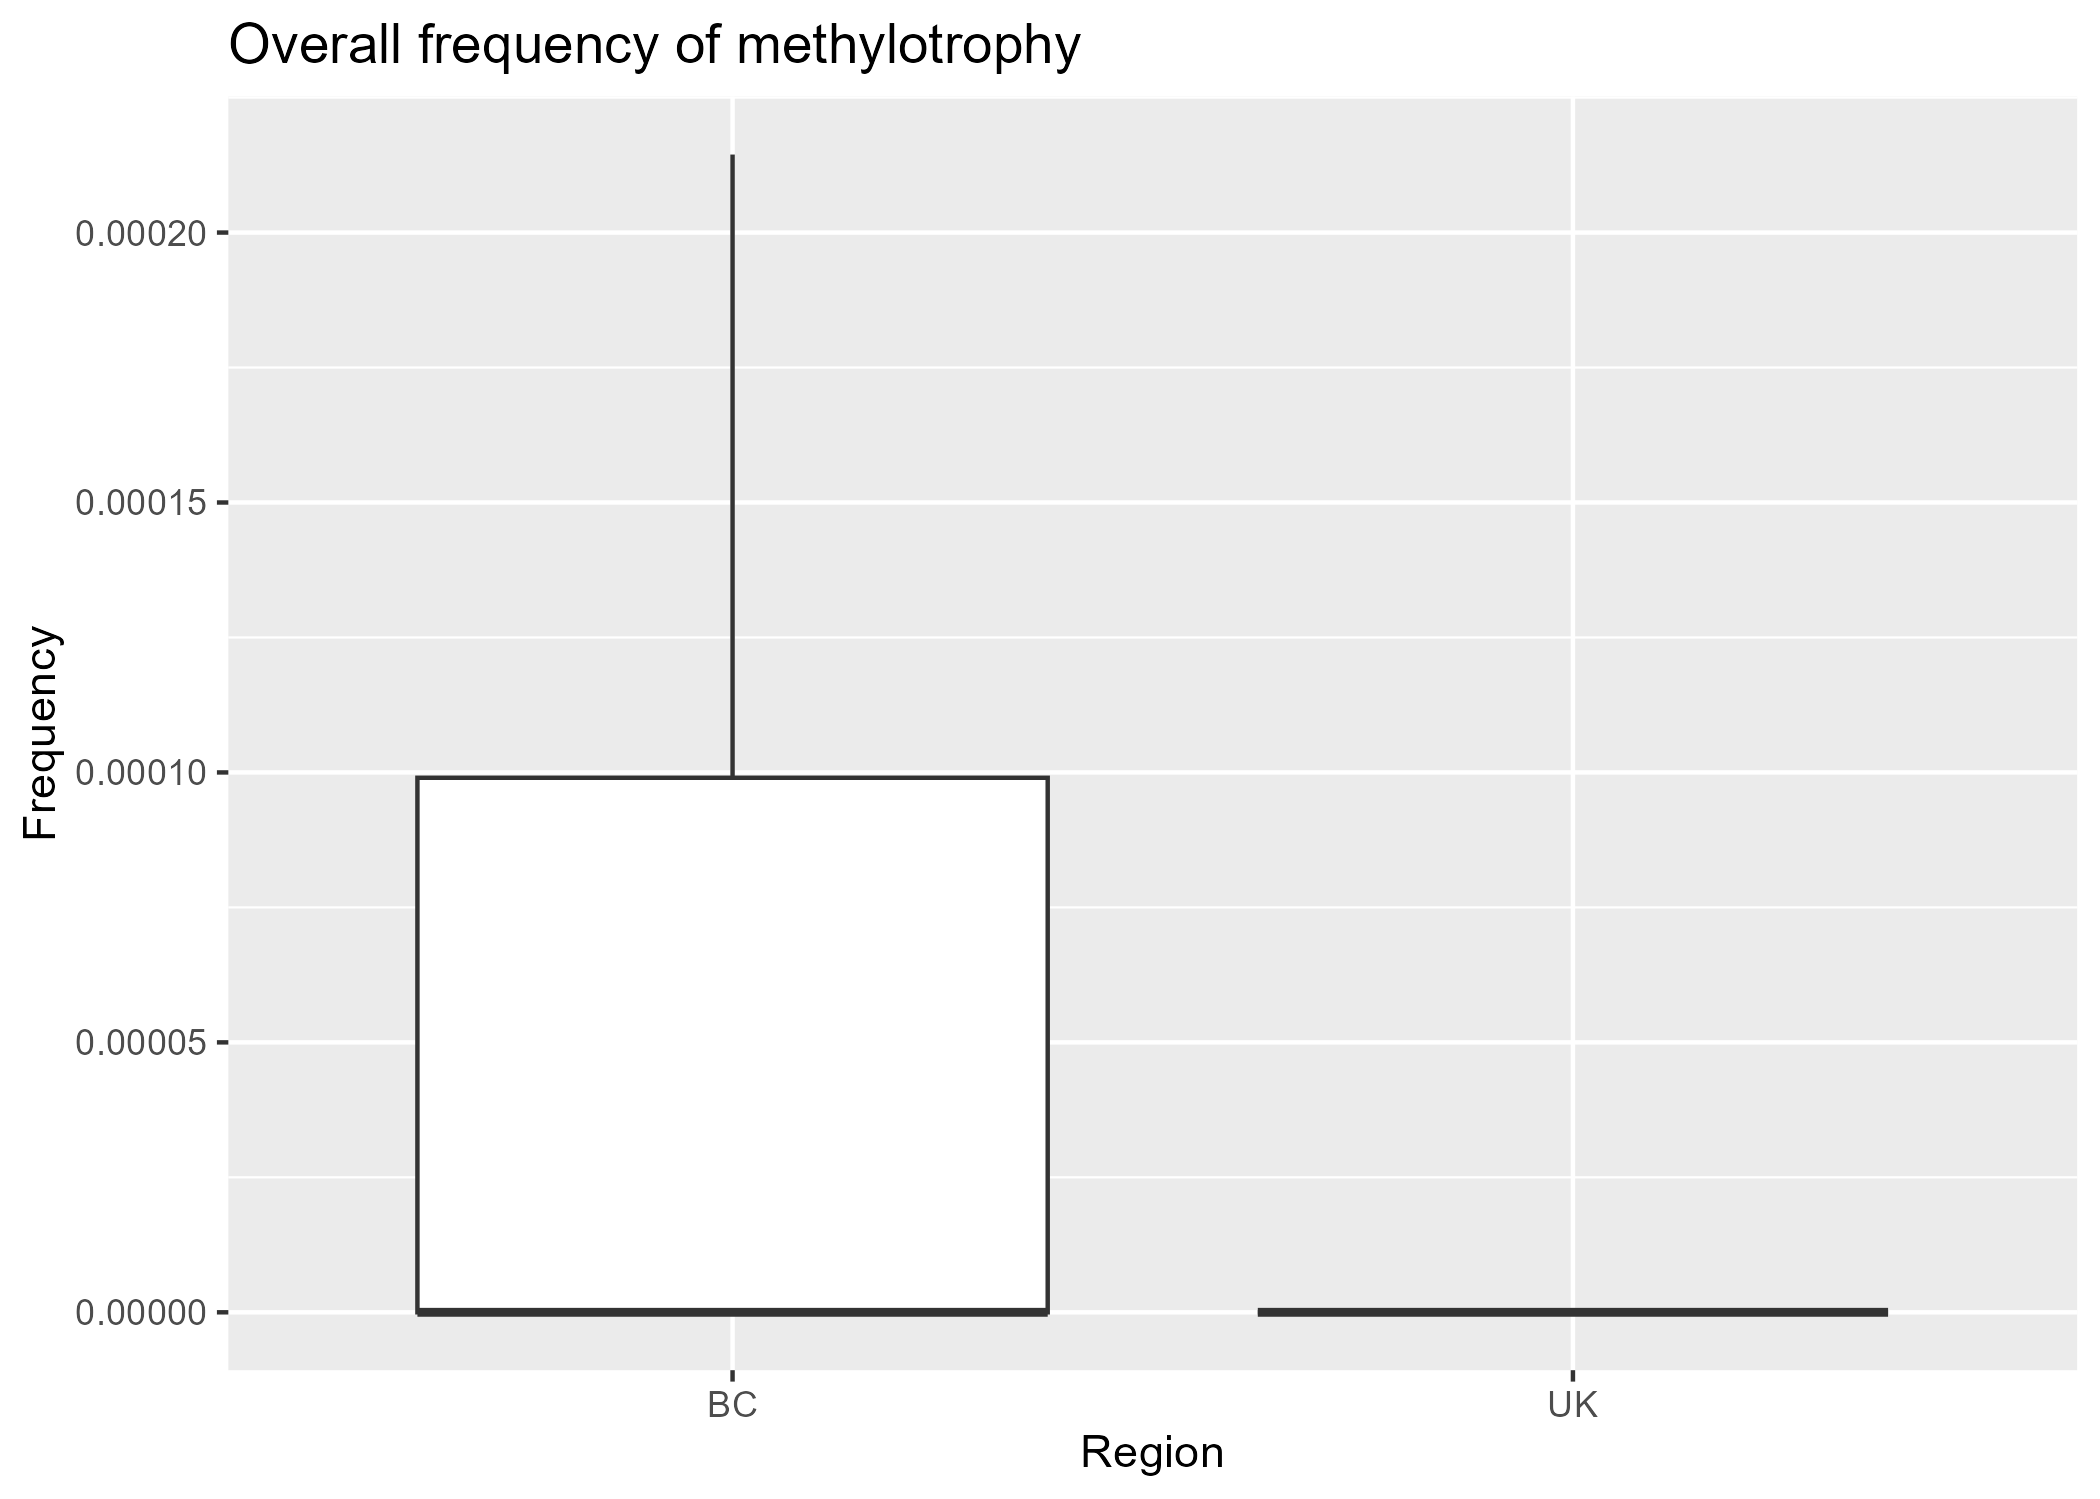 Overall frequency of methylotrophy
Frequency
0.00020
0.00015
0.00010
0.00005
0.00000
BC
UK
Region